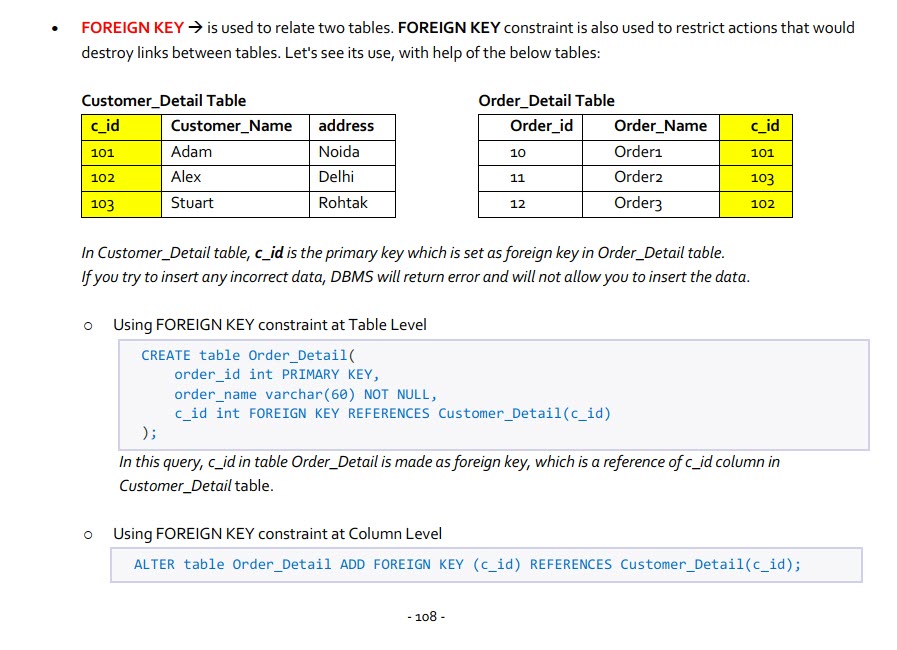 • FOREIGN KEY → is used to relate two tables. FOREIGN KEY constraint is also used to restrict actions that would
destroy links between tables. Let's see its use, with help of the below tables:
Customer_Detail Table
c_id Customer_Name address
101 Adam Noida
102 Alex Delhi
103 Stuart Rohtak
Order_Detail Table
Order_id Order_Name c_id
10 Order1 101
11 Order2 103
12 Order3 102
In Customer_Detail table, c_id is the primary key which is set as foreign key in Order_Detail table.
If you try to insert any incorrect data, DBMS will return error and will not allow you to insert the data.
o Using FOREIGN KEY constraint at Table Level
CREATE table Order_Detail(
order_id int PRIMARY KEY,
order_name varchar(60) NOT NULL,
c_id int FOREIGN KEY REFERENCES Customer_Detail(c_id)
);
In this query, c_id in table Order_Detail is made as foreign key, which is a reference of c_id column in
Customer_Detail table.
o Using FOREIGN KEY constraint at Column Level
ALTER table Order_Detail ADD FOREIGN KEY (c_id) REFERENCES Customer_Detail(c_id);
- 108 -